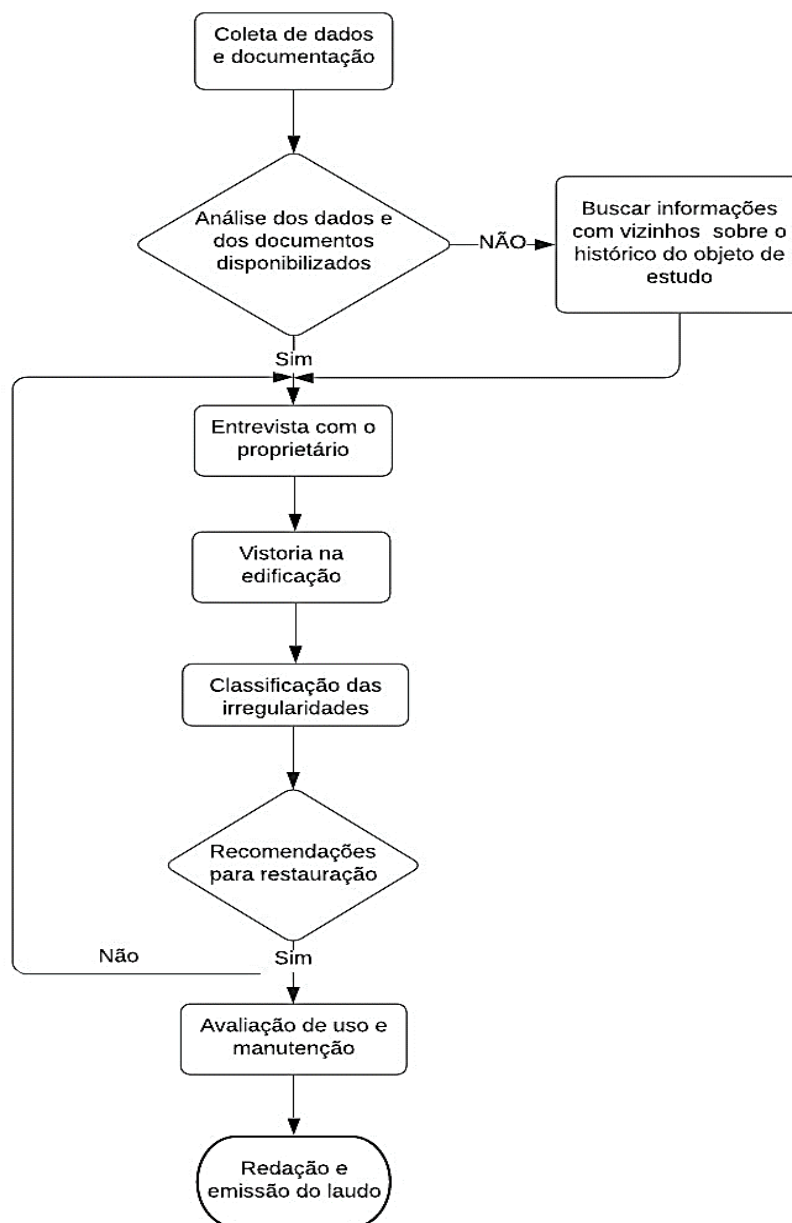 Coleta de dados
e documentação
Análise dos dados e
dos documentos
disponibilizados
NÃO
Buscar informações
com vizinhos sobre o
histórico do objeto de
estudo
Sim
Entrevista com o
proprietário
Vistoria na
edificação
Classificação das
irregularidades
Recomendações
para restauração
Não
Sim
Avaliação de uso e
manutenção
Redação e
emissão do laudo